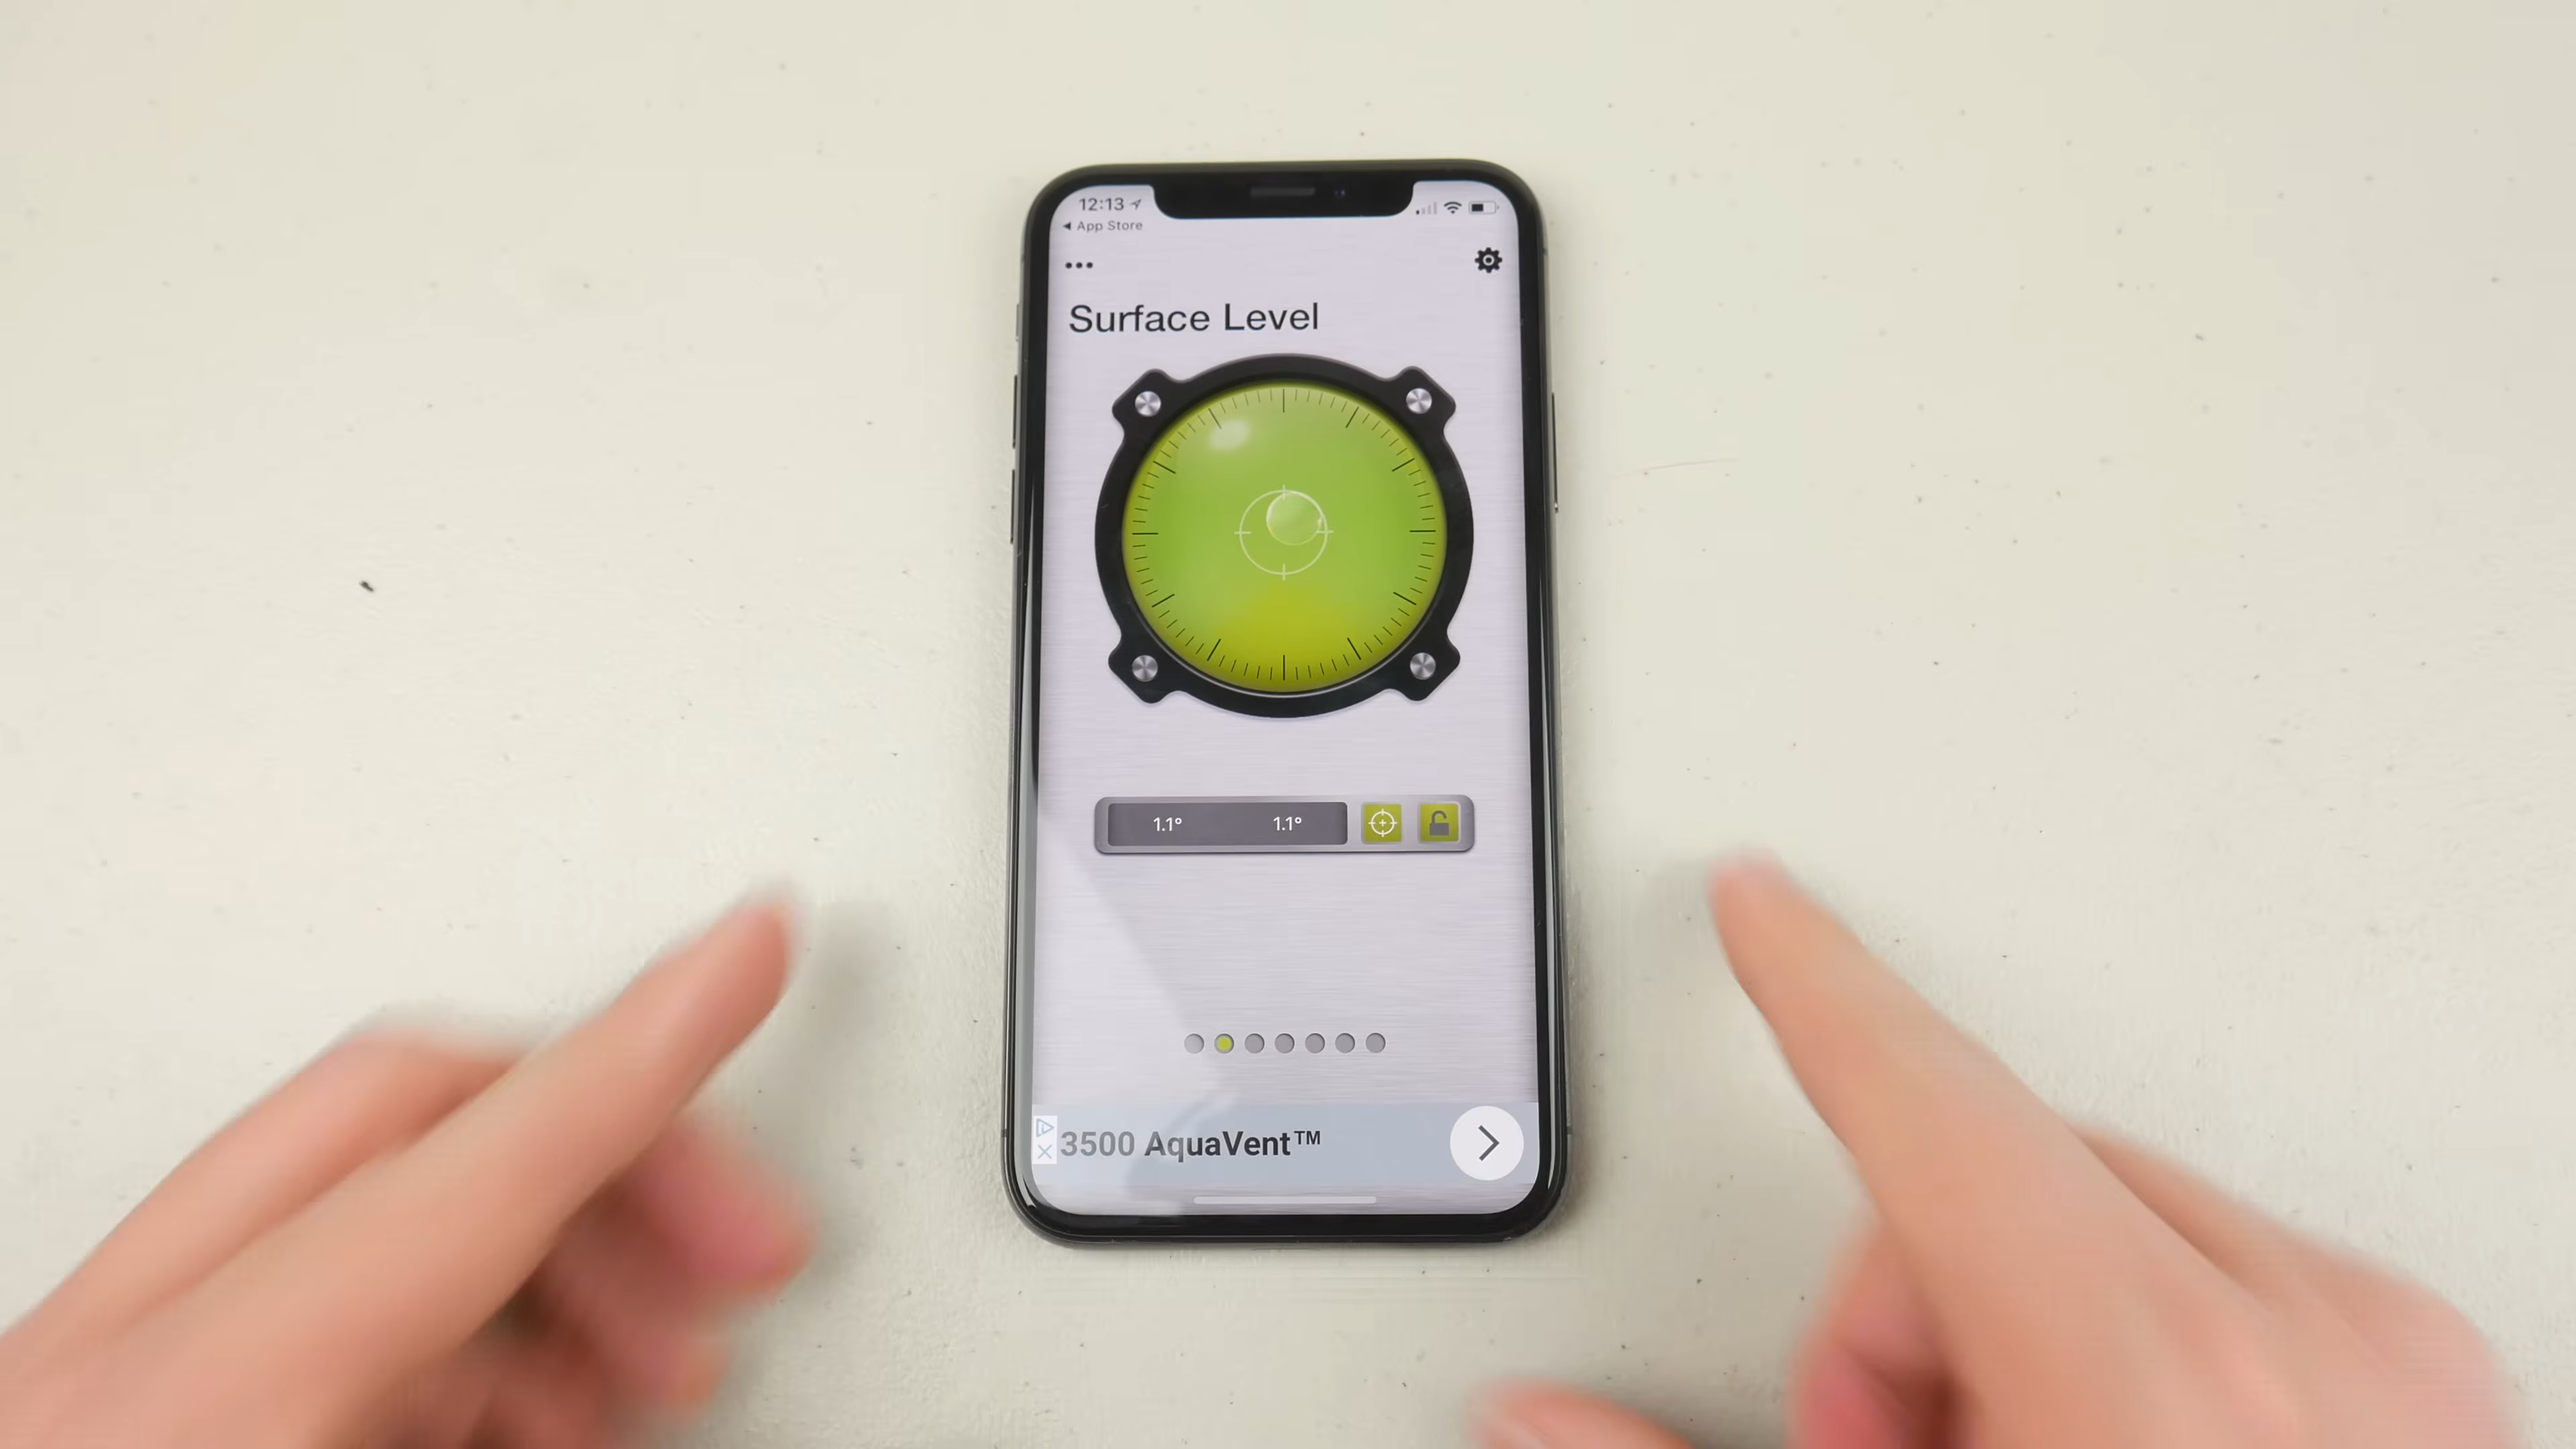 12:13
◀ App Store
Surface Level
1.1° 1.1°
3500 AquaVent™